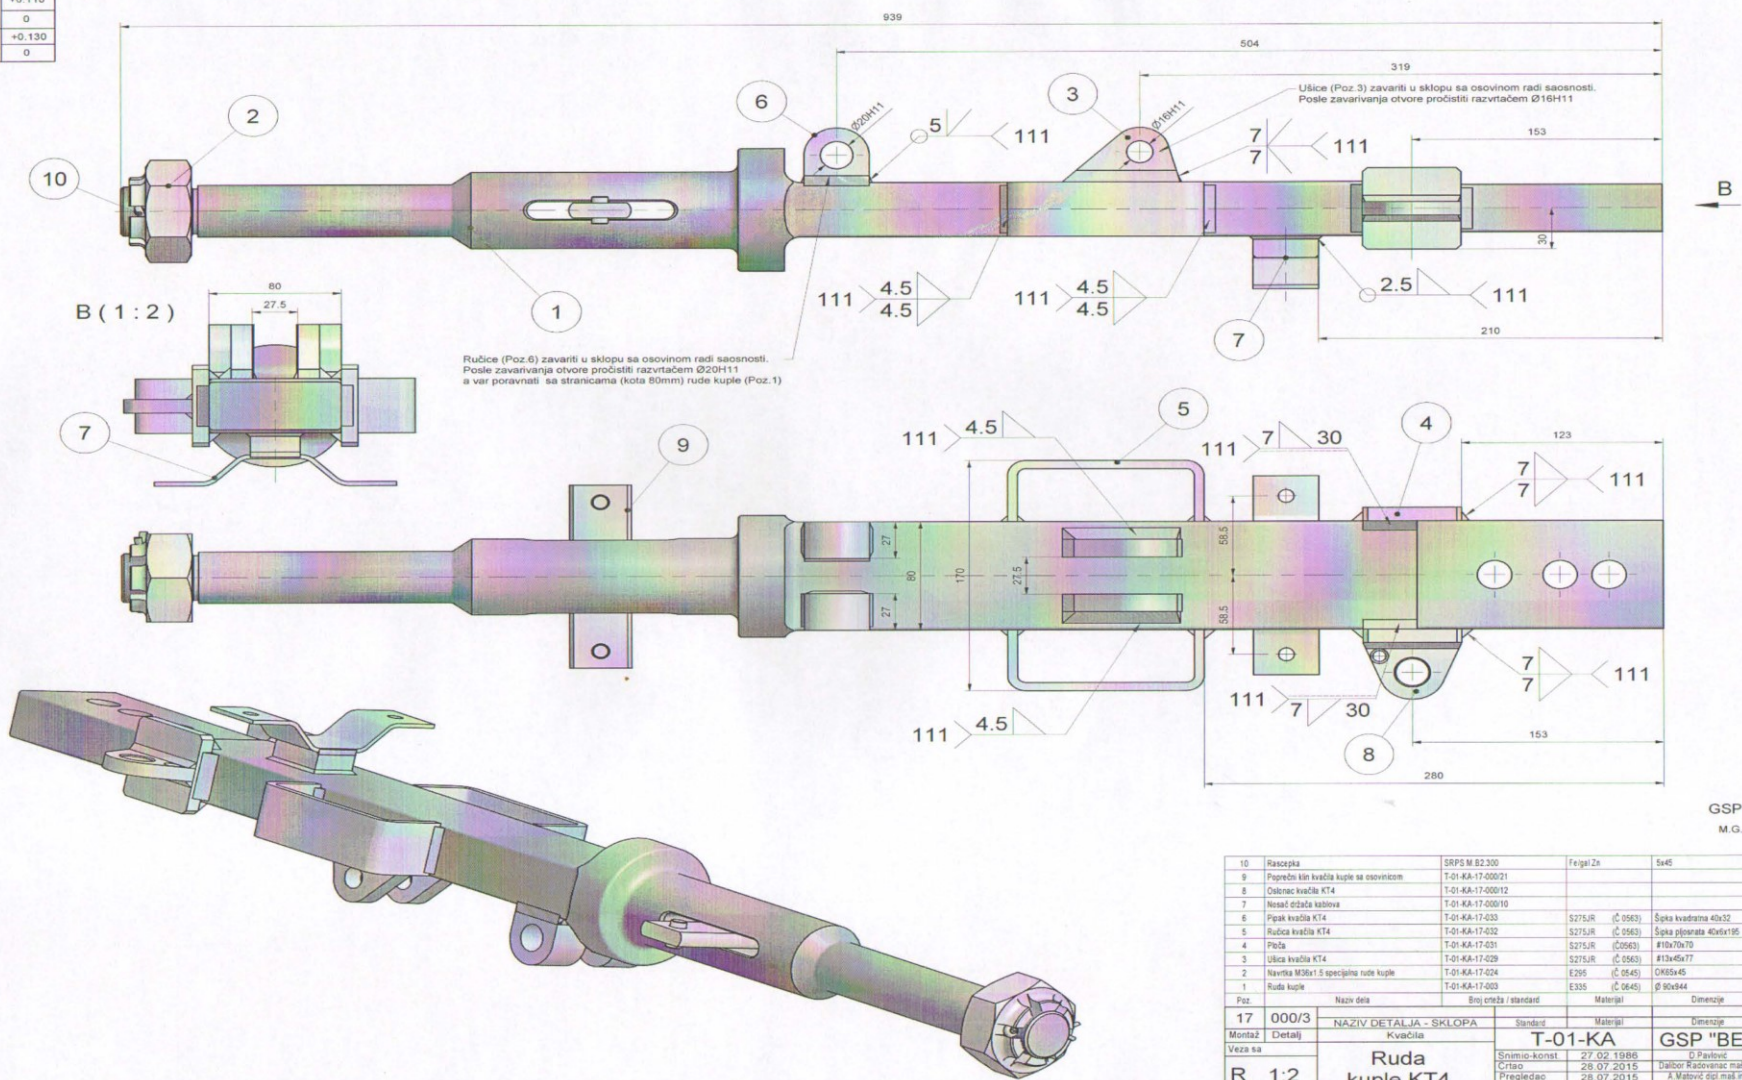 +0.110
0
+0.130
0
939
504
319
Ušice (Poz.3) zavariti u sklopu sa osovinom radi saosnosti.
Posle zavarivanja otvore pročistiti razvrtačem Ø16H11
153
2
6
3
Ø20H11
Ø16H11
5
111
7
7
111
10
B
30
111
4.5
4.5
111
4.5
4.5
2.5
111
1
7
210
B ( 1 : 2 )
80
27.5
Ručice (Poz.6) zavariti u sklopu sa osovinom radi saosnosti.
Posle zavarivanja otvore pročistiti razvrtačem Ø20H11
a var poravnati sa stranicama (kota 80mm) rude kuple (Poz.1)
7
9
5
4
111
4.5
111
7
30
123
7
7
111
27
80
27
170
27.5
58.5
58.5
7
7
111
111
4.5
111
7
30
8
153
280
GSP
M.G.
10 Rascepka SRPS M.B2.300 Fe/gal Zn 5x45
9 Poprečni klin kvačila kuple sa osovinicom T-01-KA-17-000/21
8 Oslonac kvačila KT4 T-01-KA-17-000/12
7 Nosač držača kablova T-01-KA-17-000/10
6 Pipak kvačila KT4 T-01-KA-17-033 S275JR (Č 0563) Šipka kvadratna 40x32
5 Ručica kvačila KT4 T-01-KA-17-032 S275JR (Č 0563) Šipka pljosnata 40x6x195
4 Ploča T-01-KA-17-031 S275JR (Č0563) #10x70x70
3 Ušica kvačila KT4 T-01-KA-17-029 S275JR (Č 0563) #13x45x77
2 Navrtka M36x1.5 specijalna rude kuple T-01-KA-17-024 E295 (Č 0545) OK65x45
1 Ruda kuple T-01-KA-17-003 E335 (Č 0645) Ø 90x944
Poz. Naziv dela Broj crteža / standard Materijal Dimenzije
17 000/3 NAZIV DETALJA - SKLOPA Standard Materijal Dimenzije
Montaž Detalj Kvačila T-01-KA GSP "BE
Veza sa
Ruda
kuple KT4
Snimio-konst. 27.02.1986 D.Pavlović
Crtao 28.07.2015 Dalibor Radovanac
Pregledao 28.07.2015 A.Matović
R 1:2